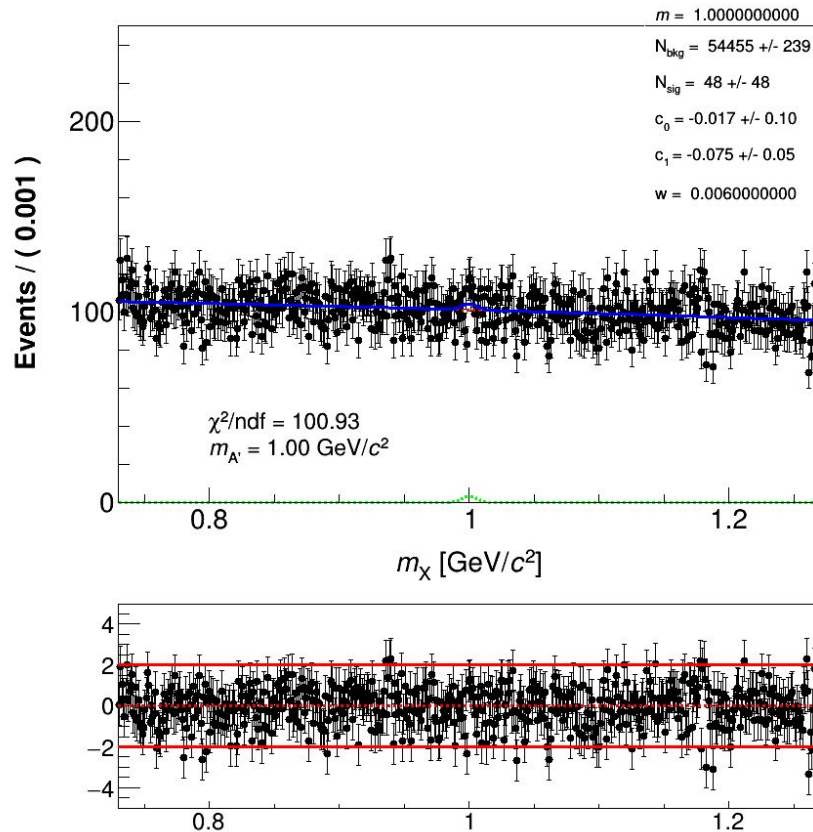 m = 1.0000000000
N_bkg = 54455 +/- 239
N_sig = 48 +/- 48
c_0 = -0.017 +/- 0.10
c_1 = -0.075 +/- 0.05
w = 0.0060000000
Events / ( 0.001 )
200
100
0
χ²/ndf = 100.93
m_A' = 1.00 GeV/c²
0.8
1
1.2
m_X [GeV/c²]
4
2
0
−2
−4
0.8
1
1.2